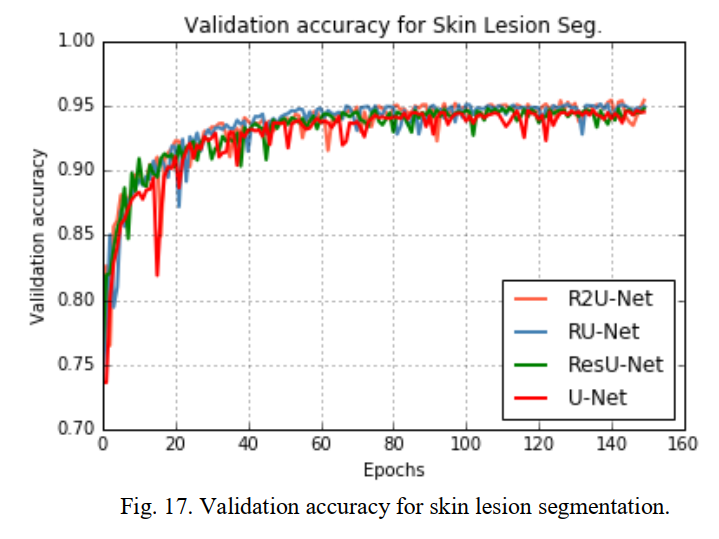 Validation accuracy for Skin Lesion Seg.
1.00
0.95
0.90
0.85
0.80
0.75
0.70
Valildation accuracy
0 20 40 60 80 100 120 140 160
Epochs
R2U-Net
RU-Net
ResU-Net
U-Net
Fig. 17. Validation accuracy for skin lesion segmentation.